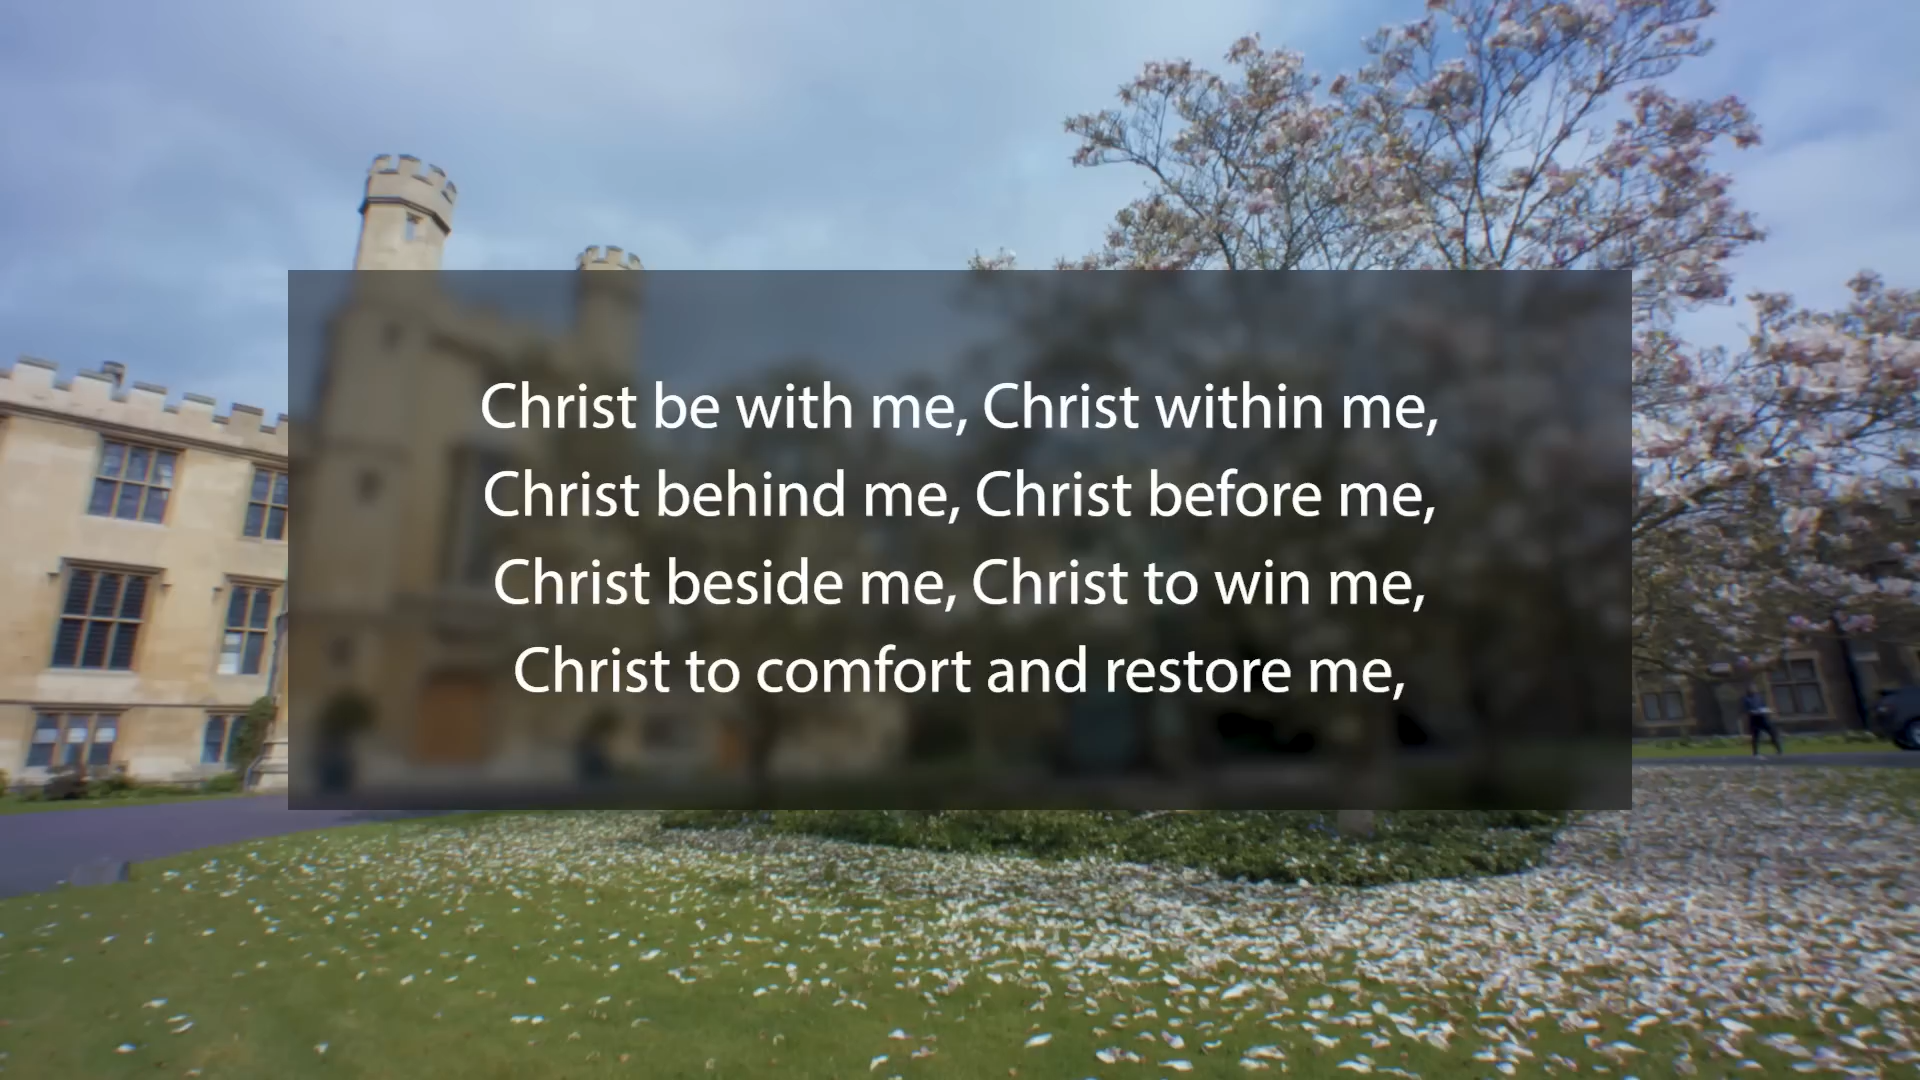 Christ be with me, Christ within me,
Christ behind me, Christ before me,
Christ beside me, Christ to win me,
Christ to comfort and restore me,